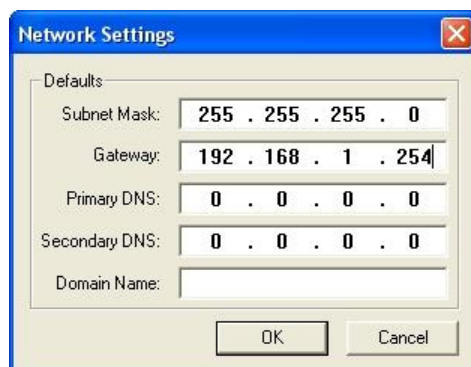 Network Settings
Defaults
Subnet Mask: 255 . 255 . 255 . 0
Gateway: 192 . 168 . 1 . 254
Primary DNS: 0 . 0 . 0 . 0
Secondary DNS: 0 . 0 . 0 . 0
Domain Name:
OK Cancel